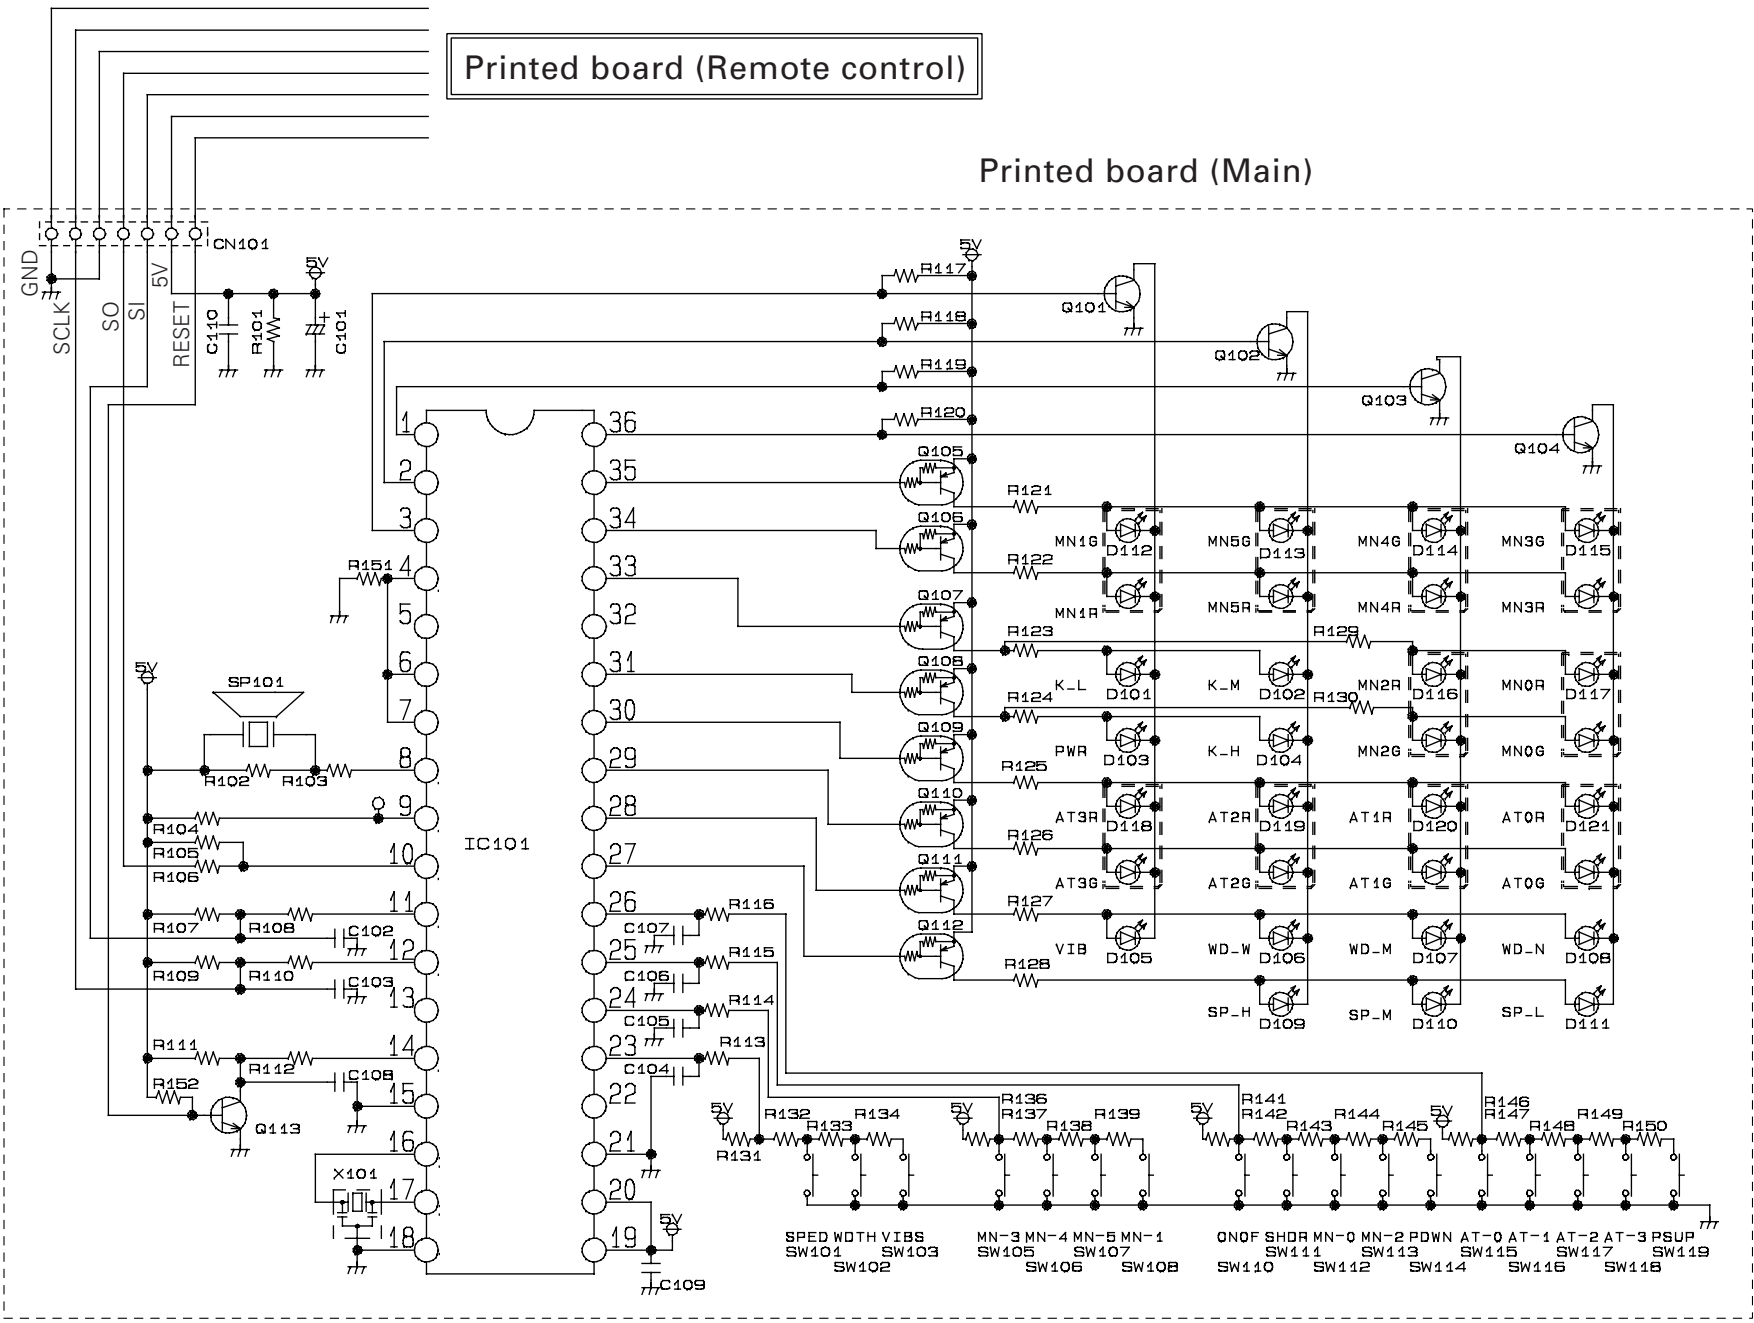 Printed board (Remote control)
Printed board (Main)
CN101
GND
SCLK
SO
SI
5V
RESET
C110
R101
5V
C101
5V
R117
R118
R119
R120
Q101
Q102
Q103
Q104
1
2
3
4
5
6
7
8
9
10
11
12
13
14
15
16
17
18
36
35
34
33
32
31
30
29
28
27
26
25
24
23
22
21
20
19
IC101
R151
5V
SP101
R102
R103
R104
R105
R106
R107
R108
C102
R109
R110
C103
R111
R112
C108
R152
Q113
X101
Q105
Q106
Q107
Q108
Q109
Q110
Q111
Q112
R121
R122
R123
R124
R125
R126
R127
R128
R129
R130
MN1G D112 MN5G D113 MN4G D114 MN3G D115
MN1R MN5R MN4R MN3R
K_L D101 K_M D102 MN2R D116 MN0R D117
PWR D103 K_H D104 MN2G MN0G
AT3R D118 AT2R D119 AT1R D120 AT0R D121
AT3G AT2G AT1G AT0G
VIB D105 WD_W D106 WD_M D107 WD_N D108
SP_H D109 SP_M D110 SP_L D111
C107 R116
C106 R115
C105 R114
C104 R113
5V
C109
5V
R131
R132
R133
R134
5V
R136
R137
R138
R139
5V
R141
R142
R143
R144
R145
5V
R146
R147
R148
R149
R150
SPED WDTH VIBS MN-3 MN-4 MN-5 MN-1 ONOF SHDR MN-0 MN-2 PDWN AT-0 AT-1 AT-2 AT-3 PSUP
SW101 SW103 SW105 SW107 SW111 SW113 SW115 SW117 SW119
SW102 SW106 SW108 SW110 SW112 SW114 SW116 SW118